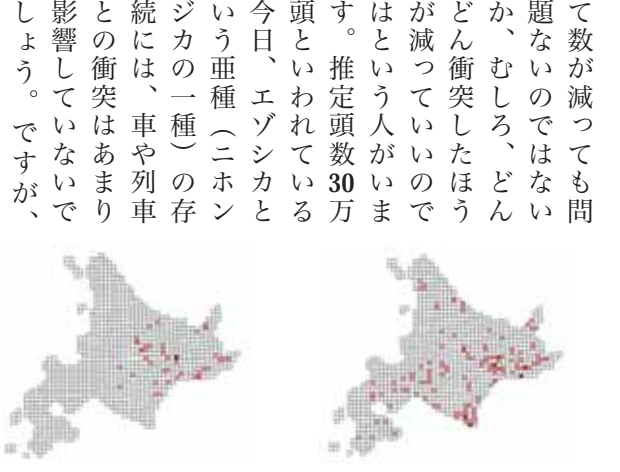 て数が減っても問
題ないのではない
か、むしろ、どん
どん衝突したほう
が減っていいので
はという人がいま
す。推定頭数30万
頭といわれている
今日、エゾシカと
いう亜種（ニホン
ジカの一種）の存
続には、車や列車
との衝突はあまり
影響していないで
しょう。ですが、